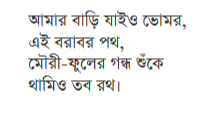 আমার বাড়ি যাইও ভোমর,
এই বরাবর পথ,
মৌরী-ফুলের গন্ধ শুঁকে
থামিও তব রথ।